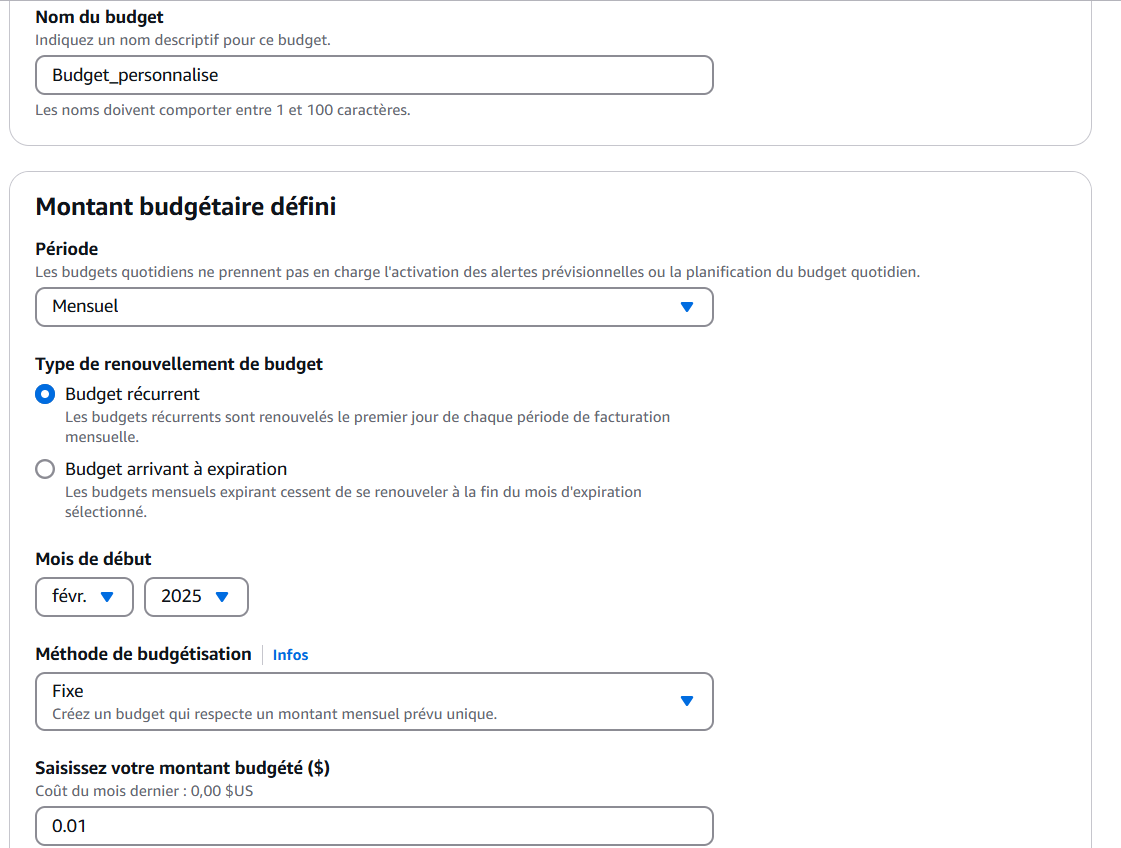 Nom du budget
Indiquez un nom descriptif pour ce budget.
Budget_personnalise
Les noms doivent comporter entre 1 et 100 caractères.
Montant budgétaire défini
Période
Les budgets quotidiens ne prennent pas en charge l'activation des alertes prévisionnelles ou la planification du budget quotidien.
Mensuel
Type de renouvellement de budget
Budget récurrent
Les budgets récurrents sont renouvelés le premier jour de chaque période de facturation
mensuelle.
Budget arrivant à expiration
Les budgets mensuels expirant cessent de se renouveler à la fin du mois d'expiration
sélectionné.
Mois de début
févr. 2025
Méthode de budgétisation Infos
Fixe
Créez un budget qui respecte un montant mensuel prévu unique.
Saisissez votre montant budgété ($)
Coût du mois dernier : 0,00 $US
0.01